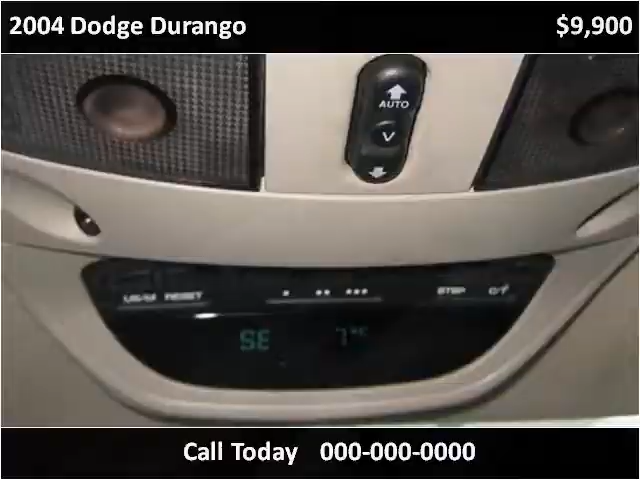 2004 Dodge Durango $9,900
AUTO
V
US/M RESET • •• ••• STEP C/T
SE 7°F
Call Today 000-000-0000